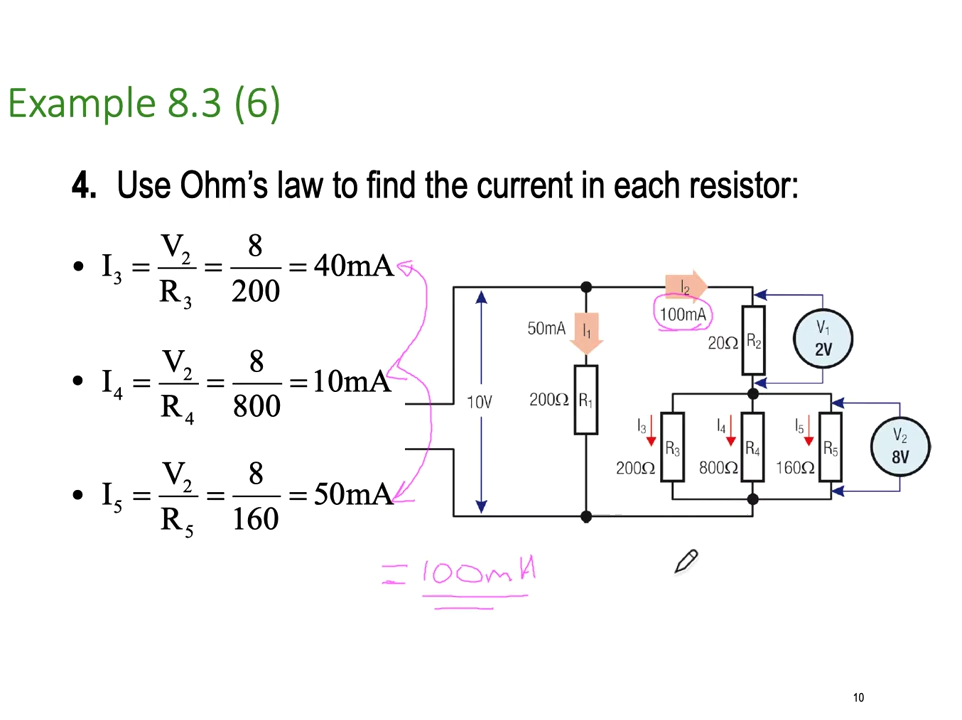 Example 8.3 (6)
4. Use Ohm's law to find the current in each resistor:
• I₃ = V₂/R₃ = 8/200 = 40mA
• I₄ = V₂/R₄ = 8/800 = 10mA
• I₅ = V₂/R₅ = 8/160 = 50mA
= 100mA
10V
50mA I₁
200Ω R₁
I₂
100mA
20Ω R₂
V₁
2V
I₃ I₄ I₅
R₃ R₄ R₅
200Ω 800Ω 160Ω
V₂
8V
10